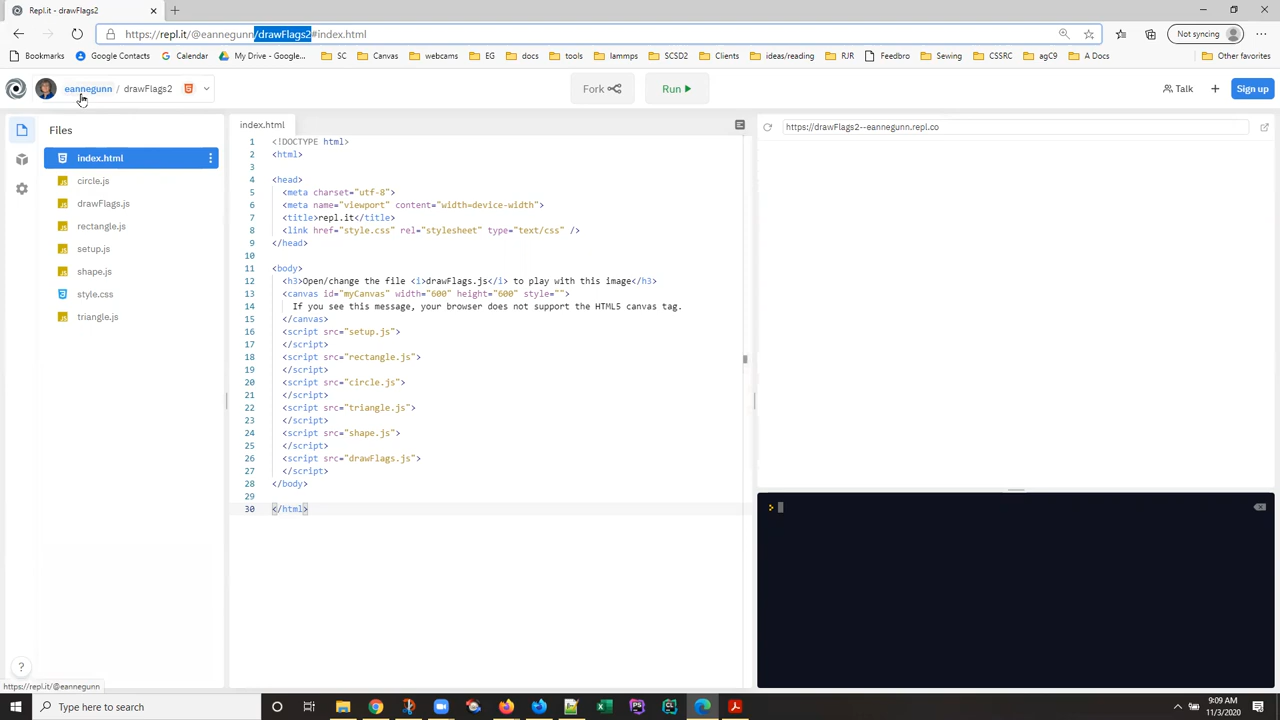 Repl.it - drawFlags2
https://repl.it/@eannegunn/drawFlags2#index.html
Not syncing
Bookmarks Google Contacts Calendar My Drive - Google... SC Canvas webcams EG docs tools lammps SCSD2 Clients ideas/reading RJR Feedbro Sewing CSSRC agC9 A Docs Other favorites
eannegunn / drawFlags2
Fork
Run
Talk
Sign up
Files
index.html
circle.js
drawFlags.js
rectangle.js
setup.js
shape.js
style.css
triangle.js
index.html
1 <!DOCTYPE html>
2 <html>
3
4 <head>
5 <meta charset="utf-8">
6 <meta name="viewport" content="width=device-width">
7 <title>repl.it</title>
8 <link href="style.css" rel="stylesheet" type="text/css" />
9 </head>
10
11 <body>
12 <h3>Open/change the file <i>drawFlags.js</i> to play with this image</h3>
13 <canvas id="myCanvas" width="600" height="600" style="">
14 If you see this message, your browser does not support the HTML5 canvas tag.
15 </canvas>
16 <script src="setup.js">
17 </script>
18 <script src="rectangle.js">
19 </script>
20 <script src="circle.js">
21 </script>
22 <script src="triangle.js">
23 </script>
24 <script src="shape.js">
25 </script>
26 <script src="drawFlags.js">
27 </script>
28 </body>
29
30 </html>
https://drawFlags2--eannegunn.repl.co
?
https://repl.it/@eannegunn
Type here to search
PS
CL
9:09 AM
11/3/2020